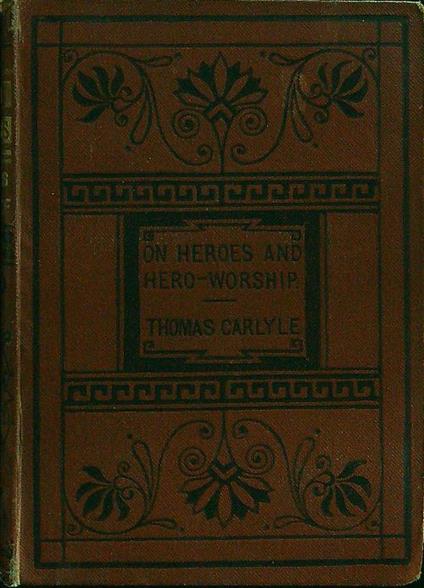 ON HEROES AND
HERO-WORSHIP.
THOMAS CARLYLE